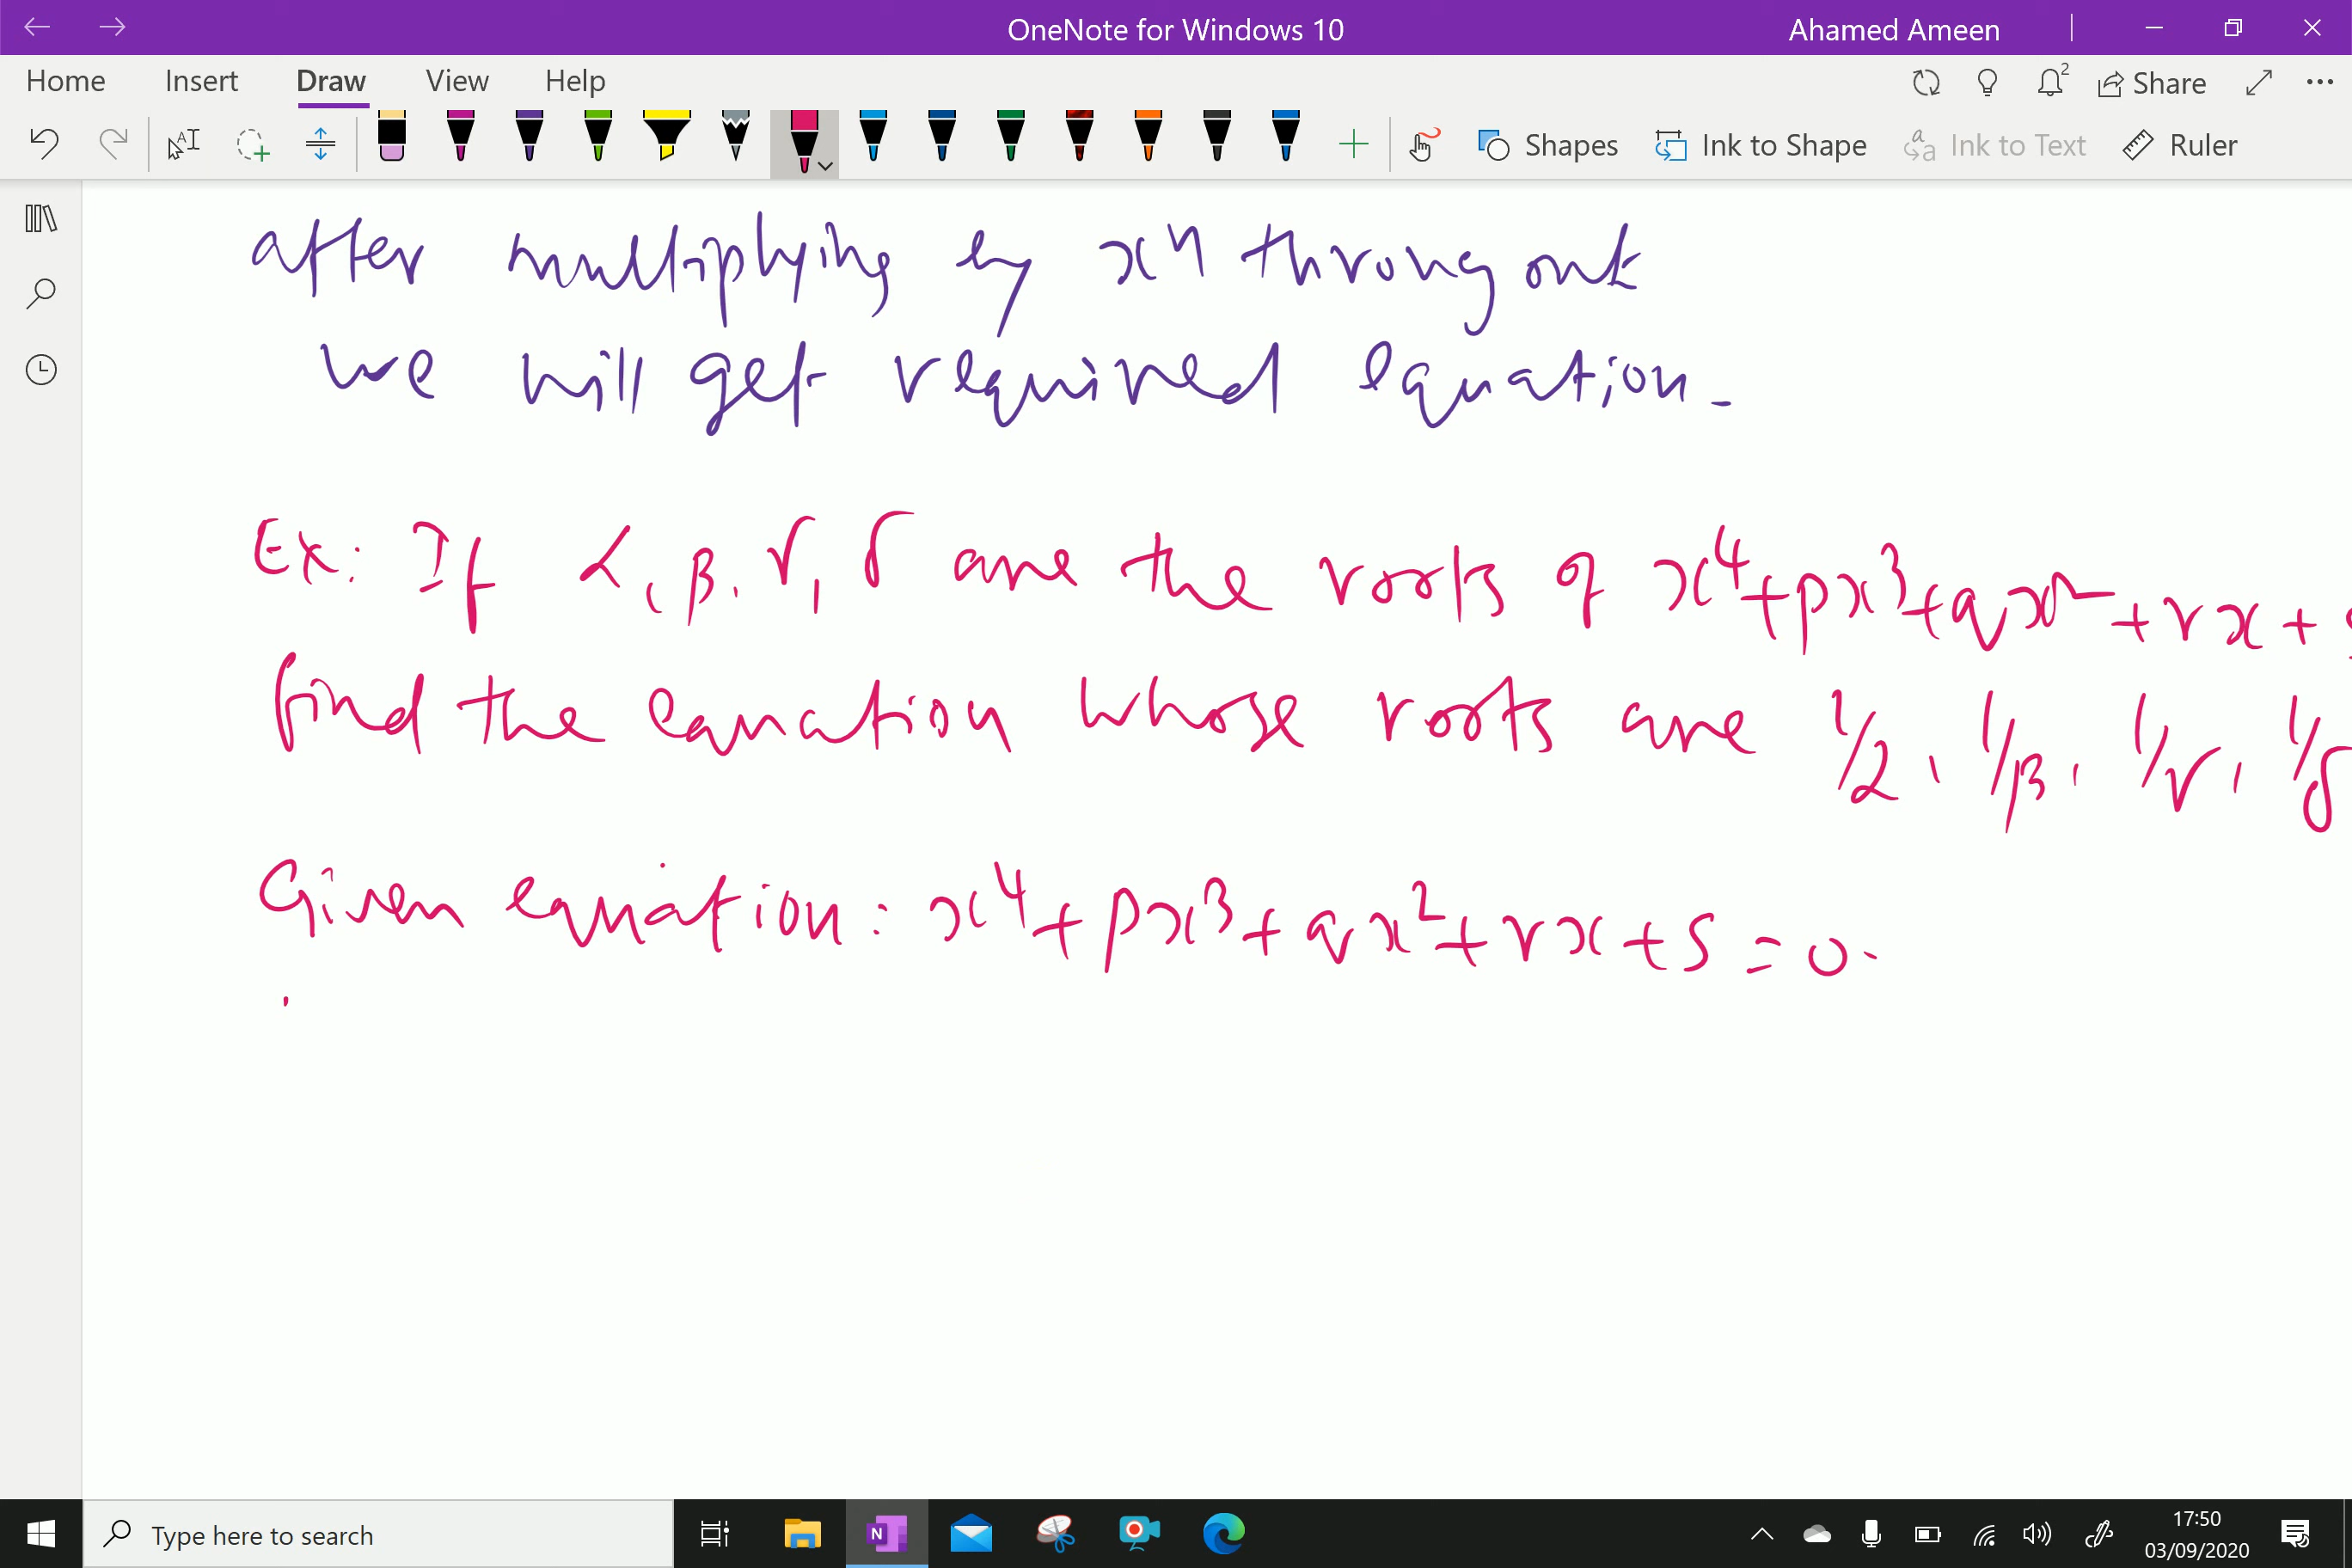 OneNote for Windows 10 Ahamed Ameen
Home Insert Draw View Help 2 Share
Shapes Ink to Shape Ink to Text Ruler
after multiplying by xⁿ throug out
we will get required equation.
Ex: If α, β, γ, δ are the roots of x⁴+px³+qx²+rx+s
find the equation whose roots are 1/α, 1/β, 1/γ, 1/δ
Given equation: x⁴+px³+qx²+rx+s=0.
Type here to search
17:50
03/09/2020